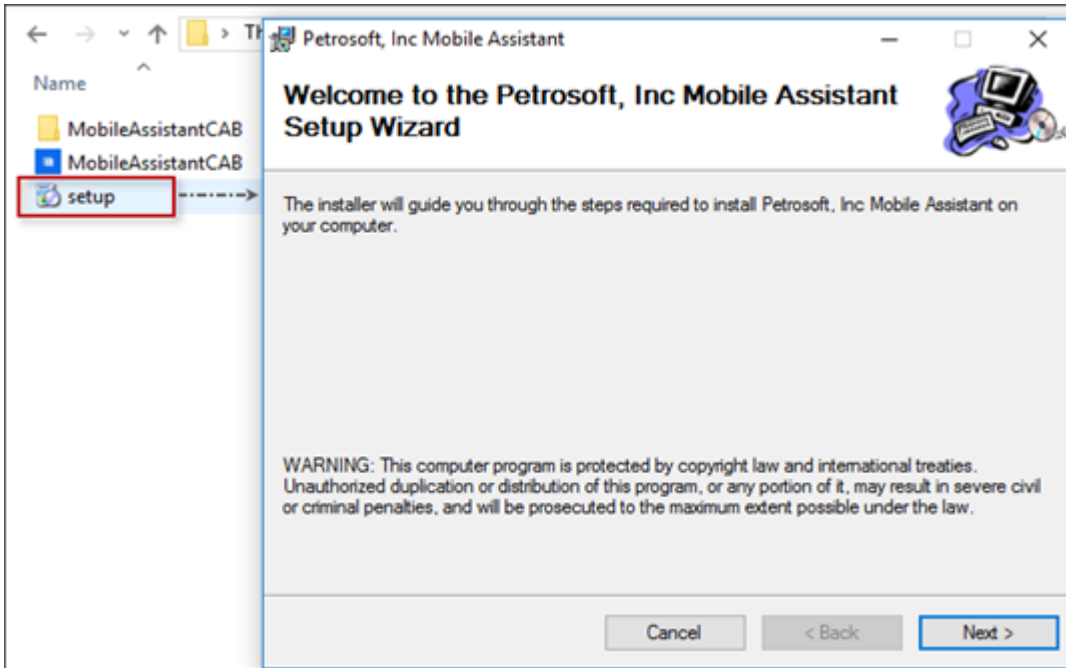 Th
Name
MobileAssistantCAB
MobileAssistantCAB
setup
Petrosoft, Inc Mobile Assistant
Welcome to the Petrosoft, Inc Mobile Assistant
Setup Wizard
The installer will guide you through the steps required to install Petrosoft, Inc Mobile Assistant on
your computer.
WARNING: This computer program is protected by copyright law and international treaties.
Unauthorized duplication or distribution of this program, or any portion of it, may result in severe civil
or criminal penalties, and will be prosecuted to the maximum extent possible under the law.
Cancel
< Back
Next >